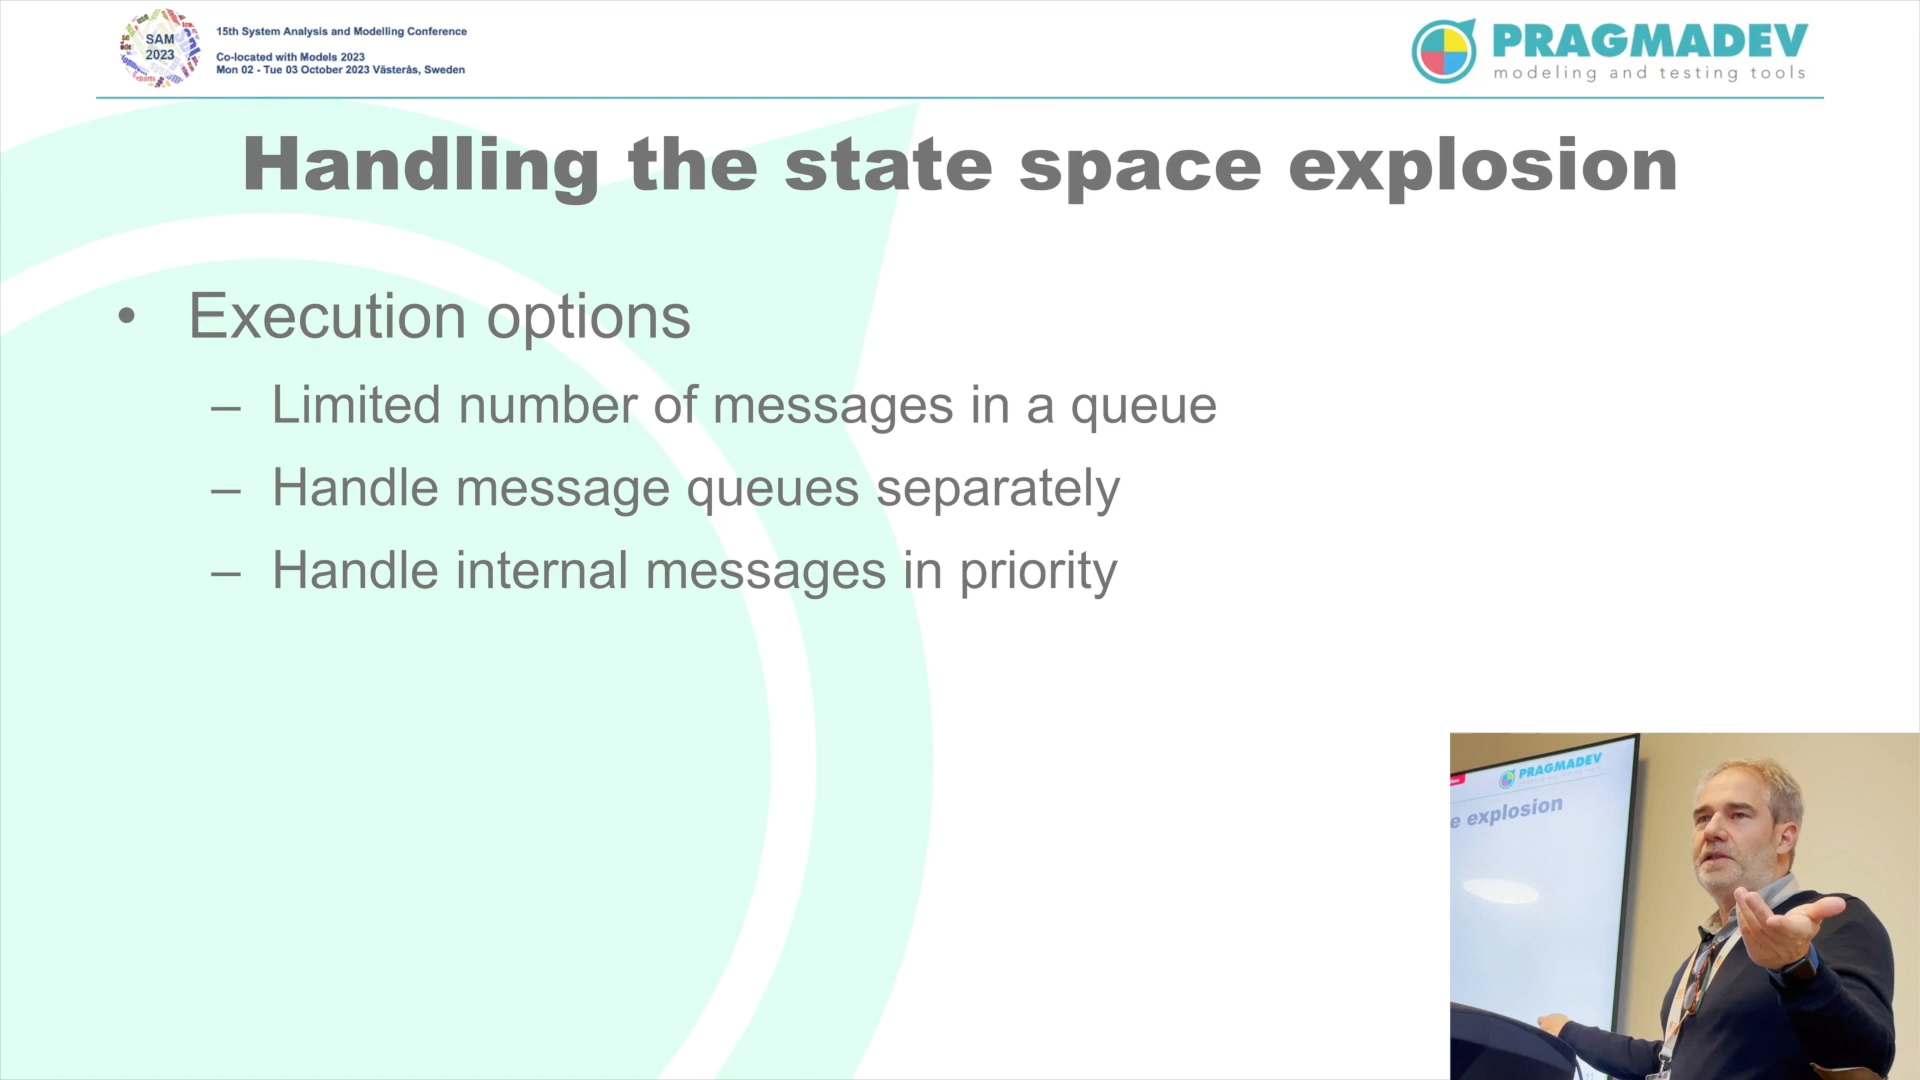 SAM
2023
15th System Analysis and Modelling Conference
Co-located with Models 2023
Mon 02 - Tue 03 October 2023 Västerås, Sweden
PRAGMADEV
modeling and testing tools
Handling the state space explosion
• Execution options
– Limited number of messages in a queue
– Handle message queues separately
– Handle internal messages in priority
PRAGMADEV
e explosion